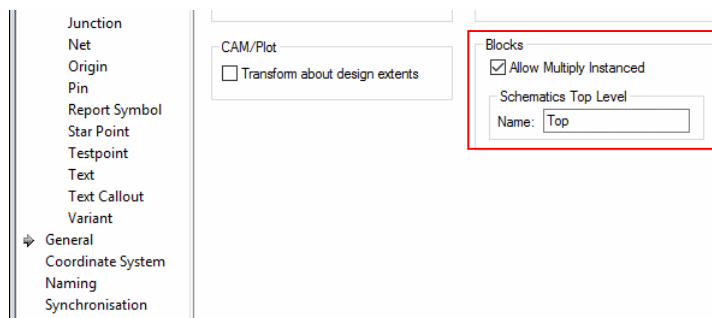 Junction
Net
Origin
Pin
Report Symbol
Star Point
Testpoint
Text
Text Callout
Variant
General
Coordinate System
Naming
Synchronisation
CAM/Plot
Transform about design extents
Blocks
Allow Multiply Instanced
Schematics Top Level
Name: Top